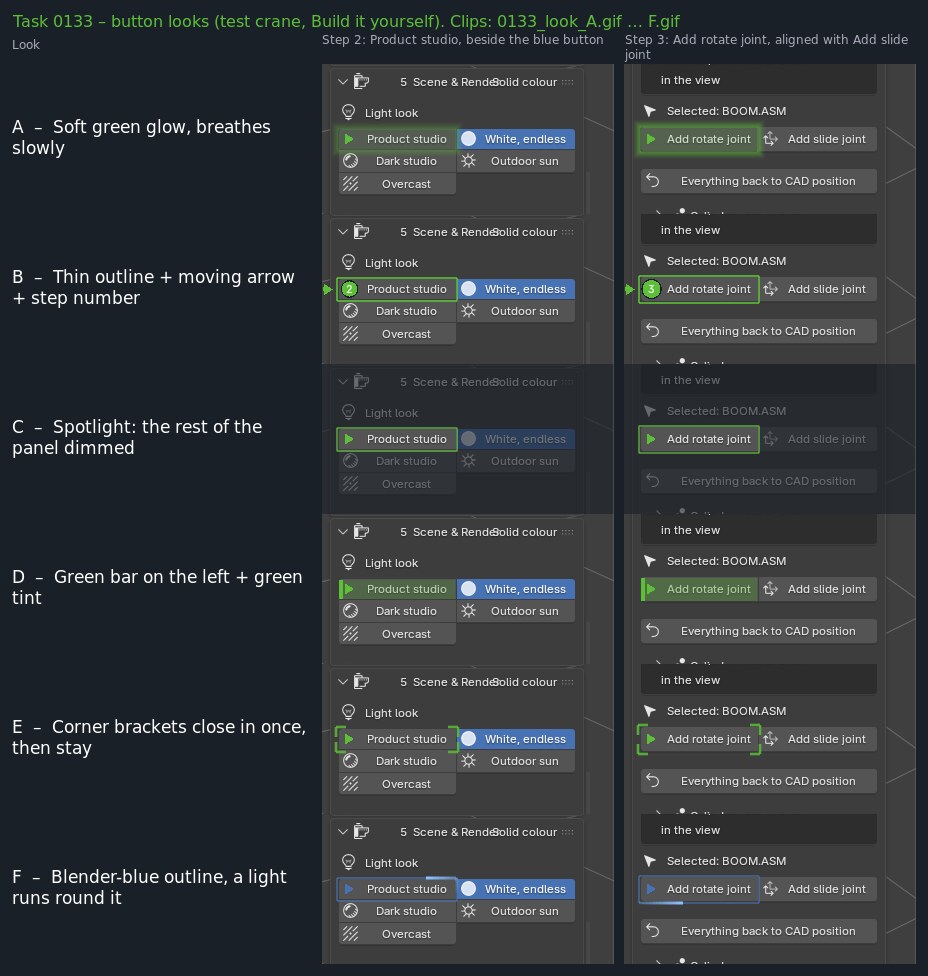 Task 0133 – button looks (test crane, Build it yourself). Clips: 0133_look_A.gif ... F.gif
Look
Step 2: Product studio, beside the blue button
Step 3: Add rotate joint, aligned with Add slide
joint
A – Soft green glow, breathes
slowly
5 Scene & Rende Solid colour
Light look
Product studio White, endless
Dark studio Outdoor sun
Overcast
in the view
Selected: BOOM.ASM
Add rotate joint Add slide joint
Everything back to CAD position
B – Thin outline + moving arrow
+ step number
5 Scene & Rende Solid colour
Light look
2 Product studio White, endless
Dark studio Outdoor sun
Overcast
in the view
Selected: BOOM.ASM
3 Add rotate joint Add slide joint
Everything back to CAD position
C – Spotlight: the rest of the
panel dimmed
5 Scene & Rende Solid colour
Light look
Product studio White, endless
Dark studio Outdoor sun
Overcast
in the view
Selected: BOOM.ASM
Add rotate joint Add slide joint
Everything back to CAD position
D – Green bar on the left + green
tint
5 Scene & Rende Solid colour
Light look
Product studio White, endless
Dark studio Outdoor sun
Overcast
in the view
Selected: BOOM.ASM
Add rotate joint Add slide joint
Everything back to CAD position
E – Corner brackets close in once,
then stay
5 Scene & Rende Solid colour
Light look
Product studio White, endless
Dark studio Outdoor sun
Overcast
in the view
Selected: BOOM.ASM
Add rotate joint Add slide joint
Everything back to CAD position
F – Blender-blue outline, a light
runs round it
5 Scene & Rende Solid colour
Light look
Product studio White, endless
Dark studio Outdoor sun
Overcast
in the view
Selected: BOOM.ASM
Add rotate joint Add slide joint
Everything back to CAD position